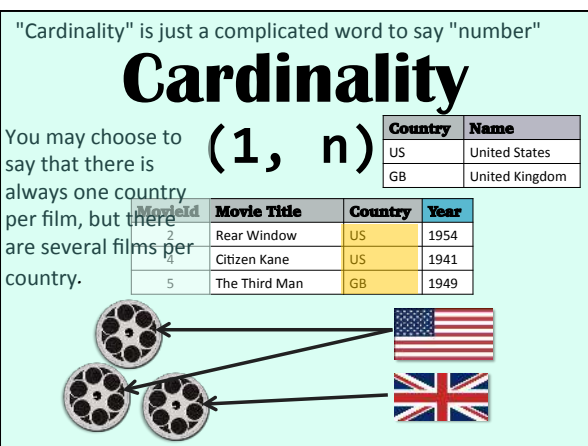 "Cardinality" is just a complicated word to say "number"
Cardinality
(1, n)
You may choose to
say that there is
always one country
per film, but there
are several films per
country.
Country Name
US United States
GB United Kingdom
MovieId Movie Title Country Year
2 Rear Window US 1954
4 Citizen Kane US 1941
5 The Third Man GB 1949